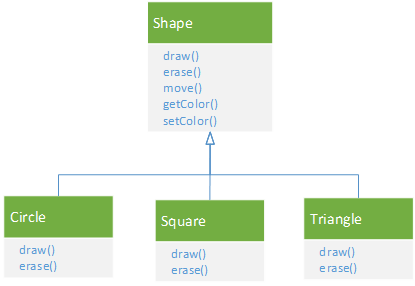 Shape
draw()
erase()
move()
getColor()
setColor()
Circle
draw()
erase()
Square
draw()
erase()
Triangle
draw()
erase()